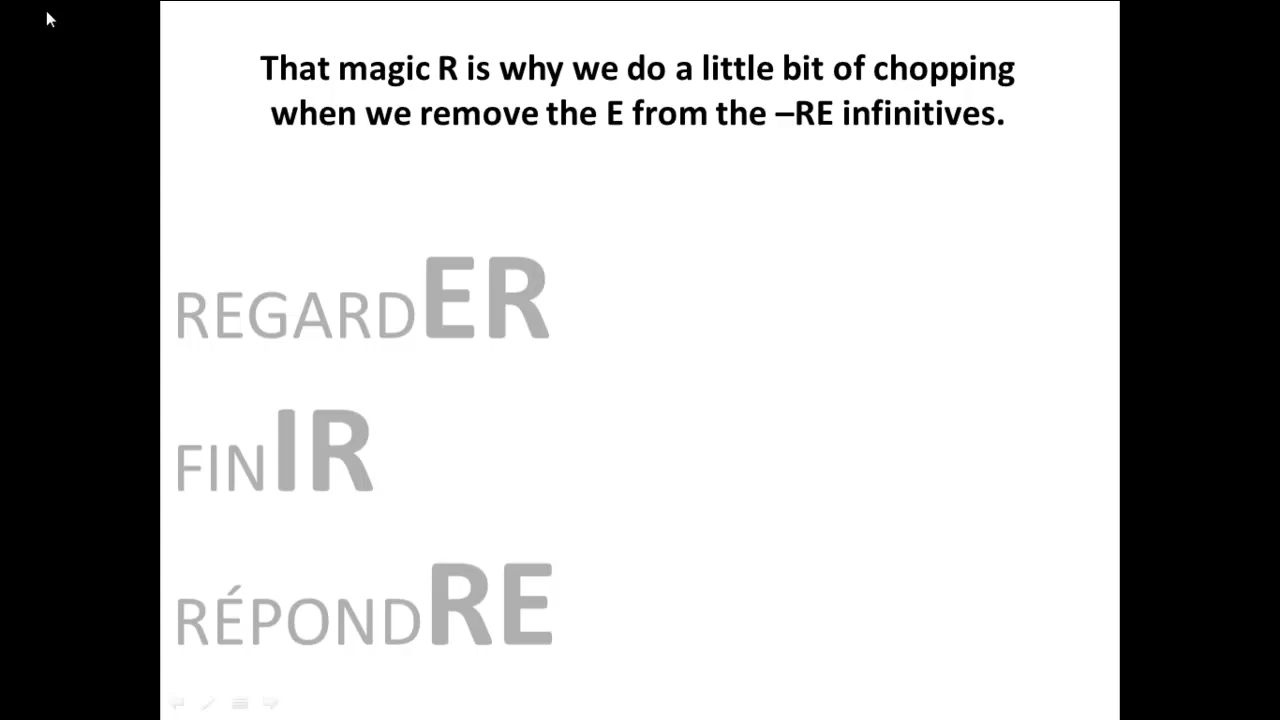 That magic R is why we do a little bit of chopping
when we remove the E from the –RE infinitives.
REGARDER
FINIR
RÉPONDRE